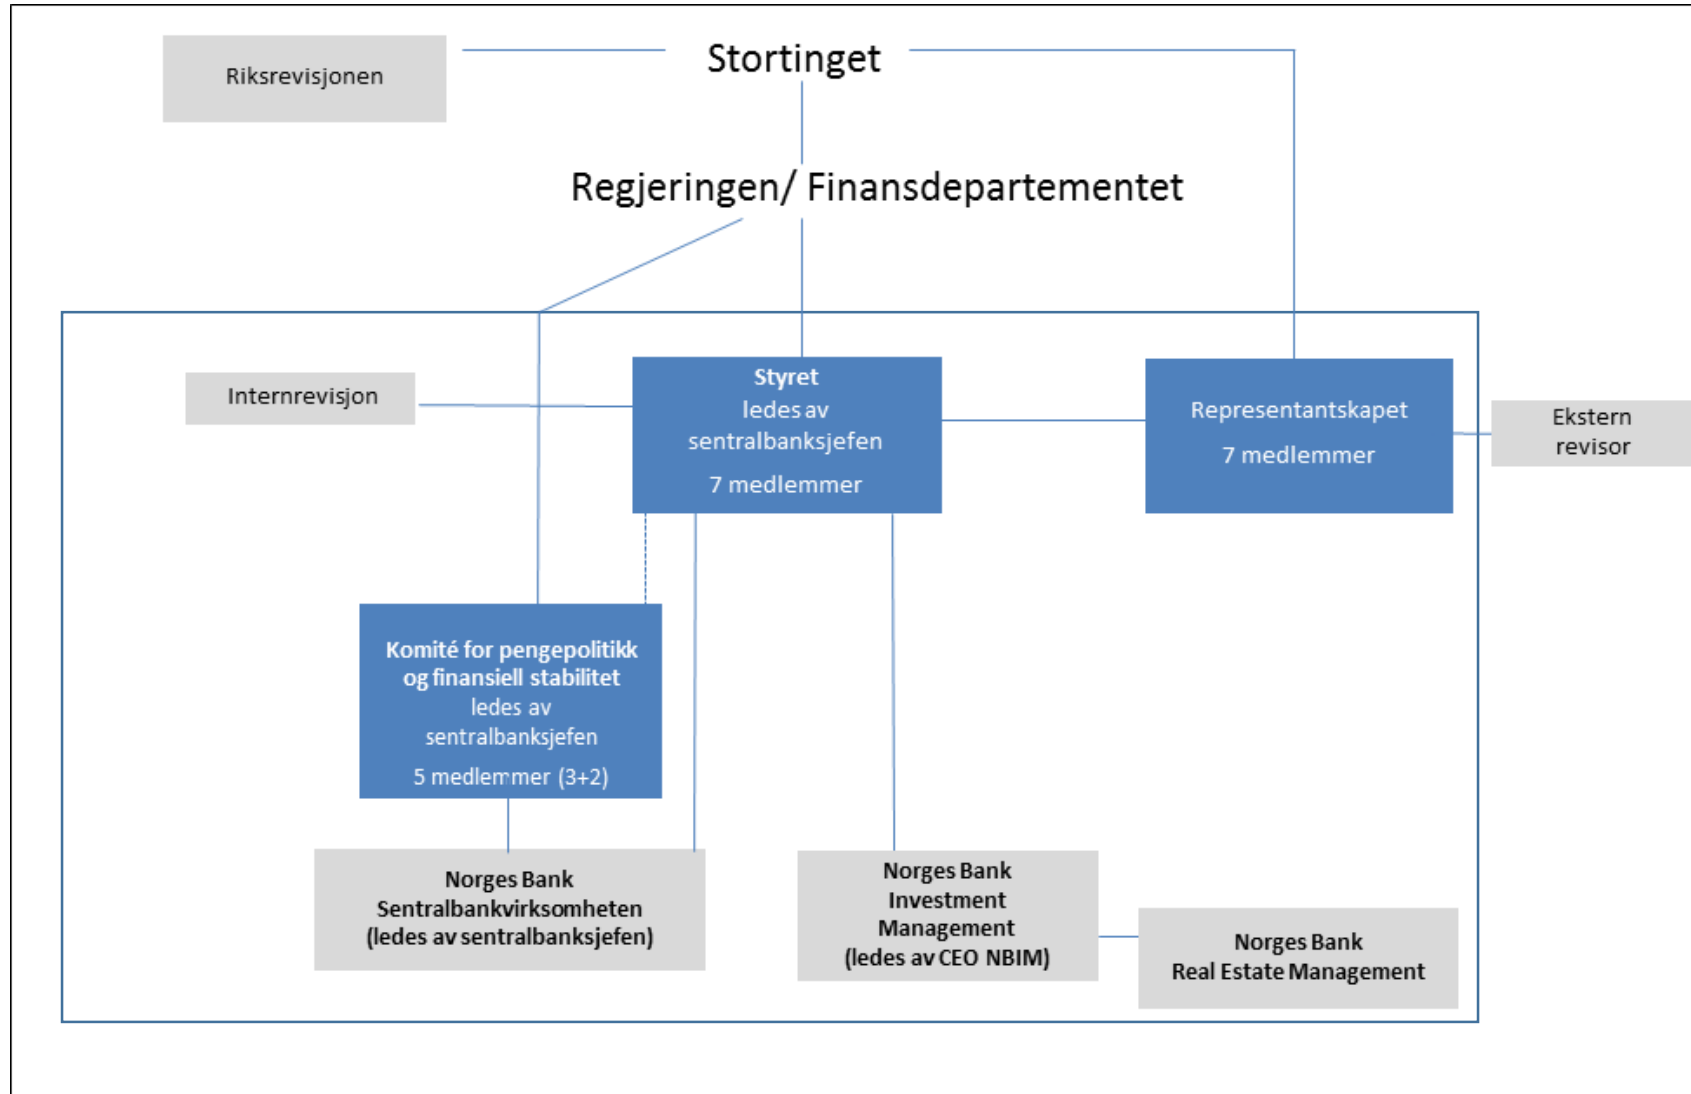 Riksrevisjonen
Stortinget
Regjeringen/ Finansdepartementet
Internrevisjon
Styret
ledes av
sentralbanksjefen
7 medlemmer
Representantskapet
7 medlemmer
Ekstern
revisor
Komité for pengepolitikk
og finansiell stabilitet
ledes av
sentralbanksjefen
5 medlemmer (3+2)
Norges Bank
Sentralbankvirksomheten
(ledes av sentralbanksjefen)
Norges Bank
Investment
Management
(ledes av CEO NBIM)
Norges Bank
Real Estate Management